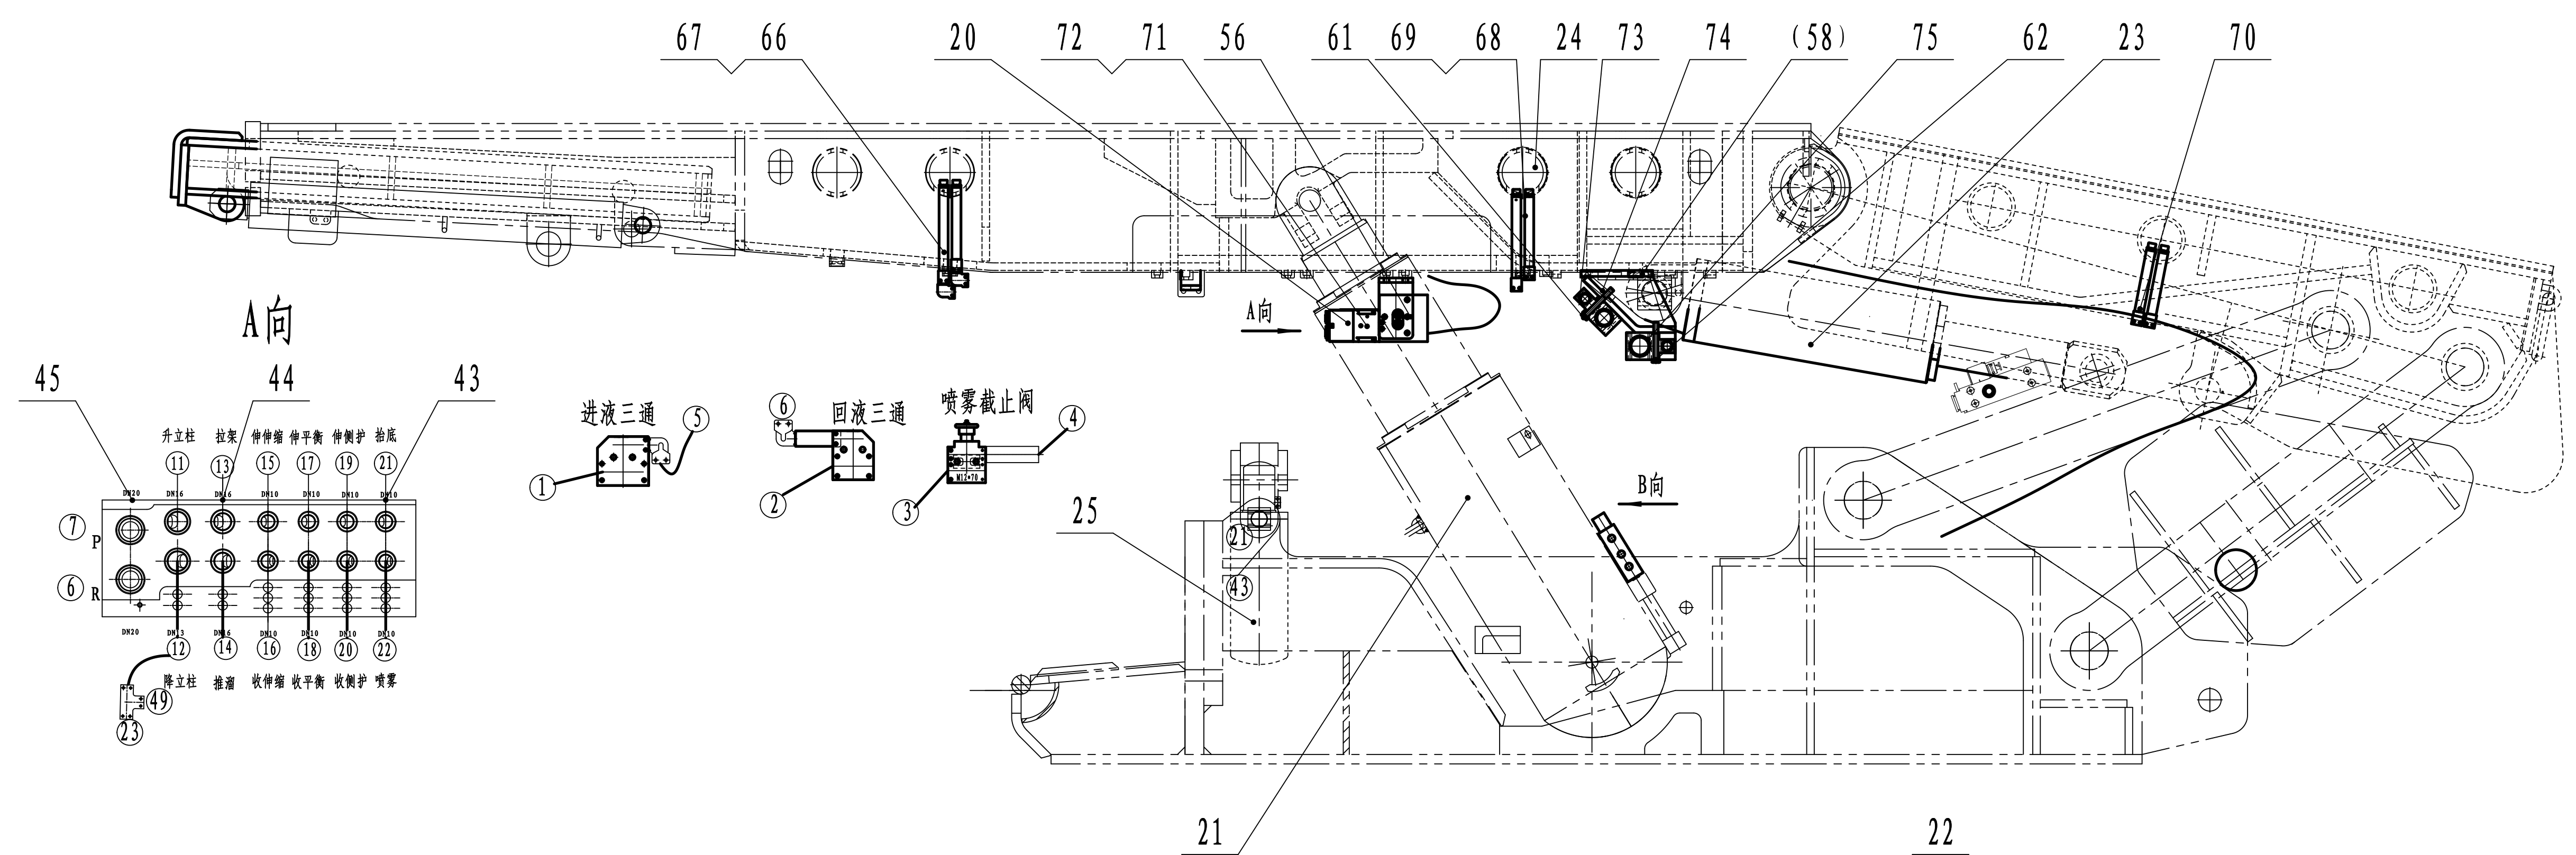 67 66 20 72 71 56 61 69 68 24 73 74 (58) 75 62 23 70
A向
A向
45 44 43
进液三通
⑤
①
⑥
回液三通
②
喷雾截止阀
④
M12*70
③
升立柱 拉架 伸伸缩 伸平衡 伸侧护 抬底
⑪ ⑬ ⑮ ⑰ ⑲ ㉑
DN20 DN16 DN16 DN10 DN10 DN10 DN10
⑦
P
⑥
R
DN20 DN13 DN16 DN10 DN10 DN10 DN10
⑫ ⑭ ⑯ ⑱ ⑳ ㉒
降立柱 推溜 收伸缩 收平衡 收侧护 喷雾
㊾
㉓
B向
25
㉑
㊸
21
22